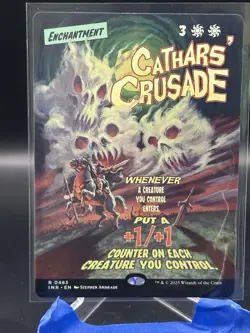 ENCHANTMENT
3
CATHARS'
CRUSADE
WHENEVER
A CREATURE
YOU CONTROL
ENTERS,
PUT A
+1/+1
COUNTER ON EACH
CREATURE YOU CONTROL.
R 0483
INR • EN STEPHEN ANDRADE
™ & © 2025 Wizards of the Coast